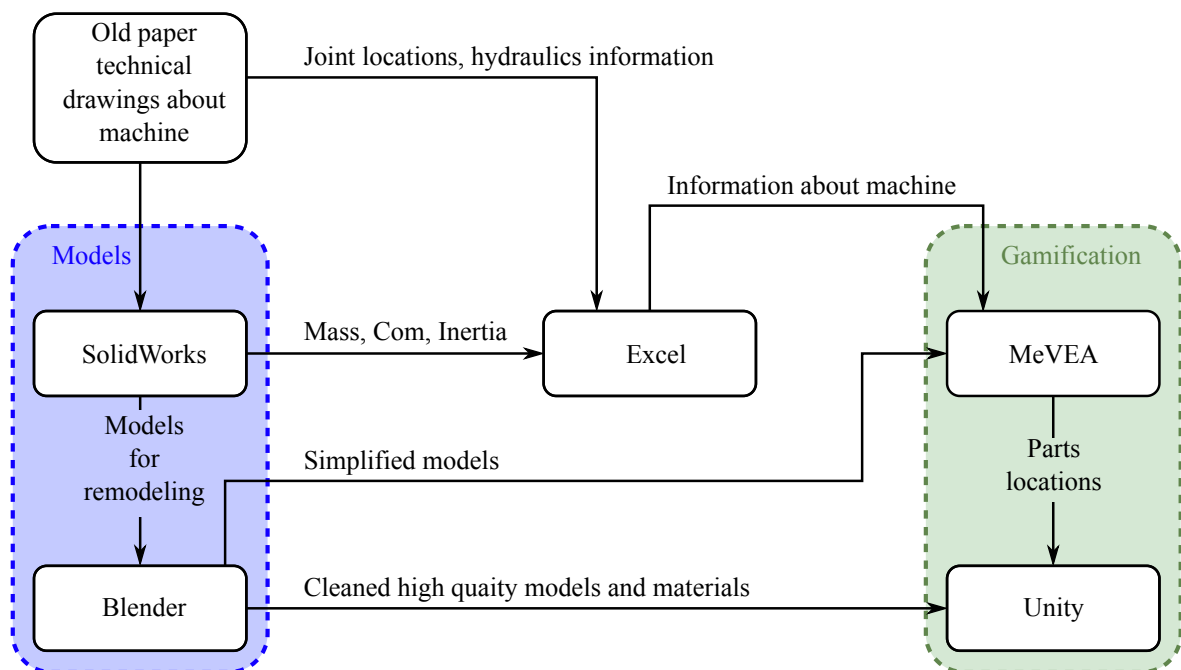 Old paper
technical
drawings about
machine
Joint locations, hydraulics information
Information about machine
Models
Gamification
SolidWorks
Mass, Com, Inertia
Excel
MeVEA
Models
for
remodeling
Simplified models
Parts
locations
Blender
Cleaned high quaity models and materials
Unity